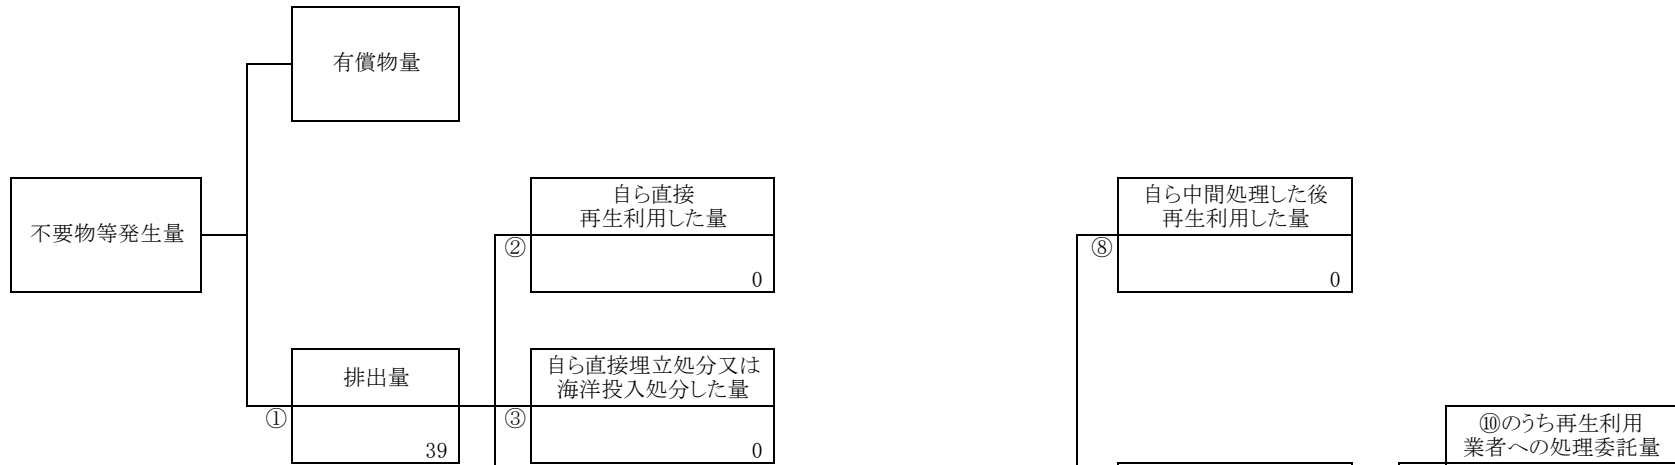 有償物量
不要物等発生量
自ら直接
再生利用した量
②
0
自ら中間処理した後
再生利用した量
⑧
0
排出量
①
39
自ら直接埋立処分又は
海洋投入処分した量
③
0
⑩のうち再生利用
業者への処理委託量